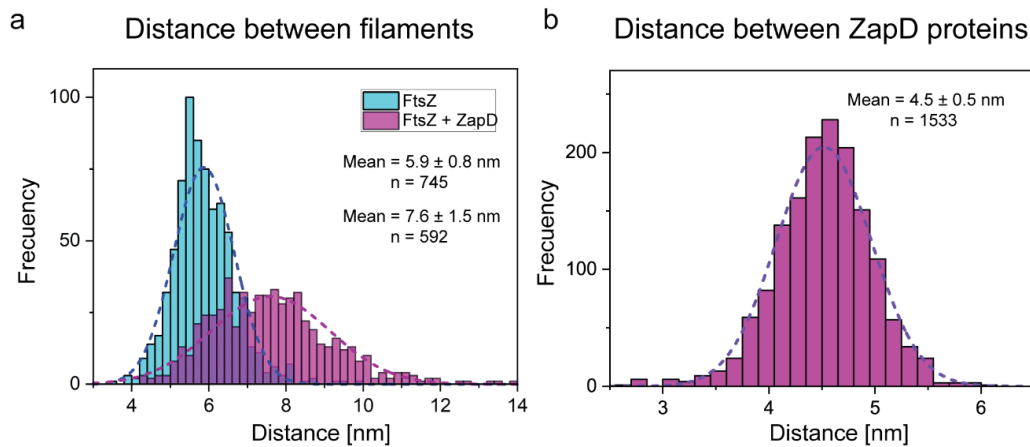 a
Distance between filaments
100
50
0
Frecuency
FtsZ
FtsZ + ZapD
Mean = 5.9 ± 0.8 nm
n = 745
Mean = 7.6 ± 1.5 nm
n = 592
4 6 8 10 12 14
Distance [nm]
b
Distance between ZapD proteins
200
100
0
Frecuency
Mean = 4.5 ± 0.5 nm
n = 1533
3 4 5 6
Distance [nm]